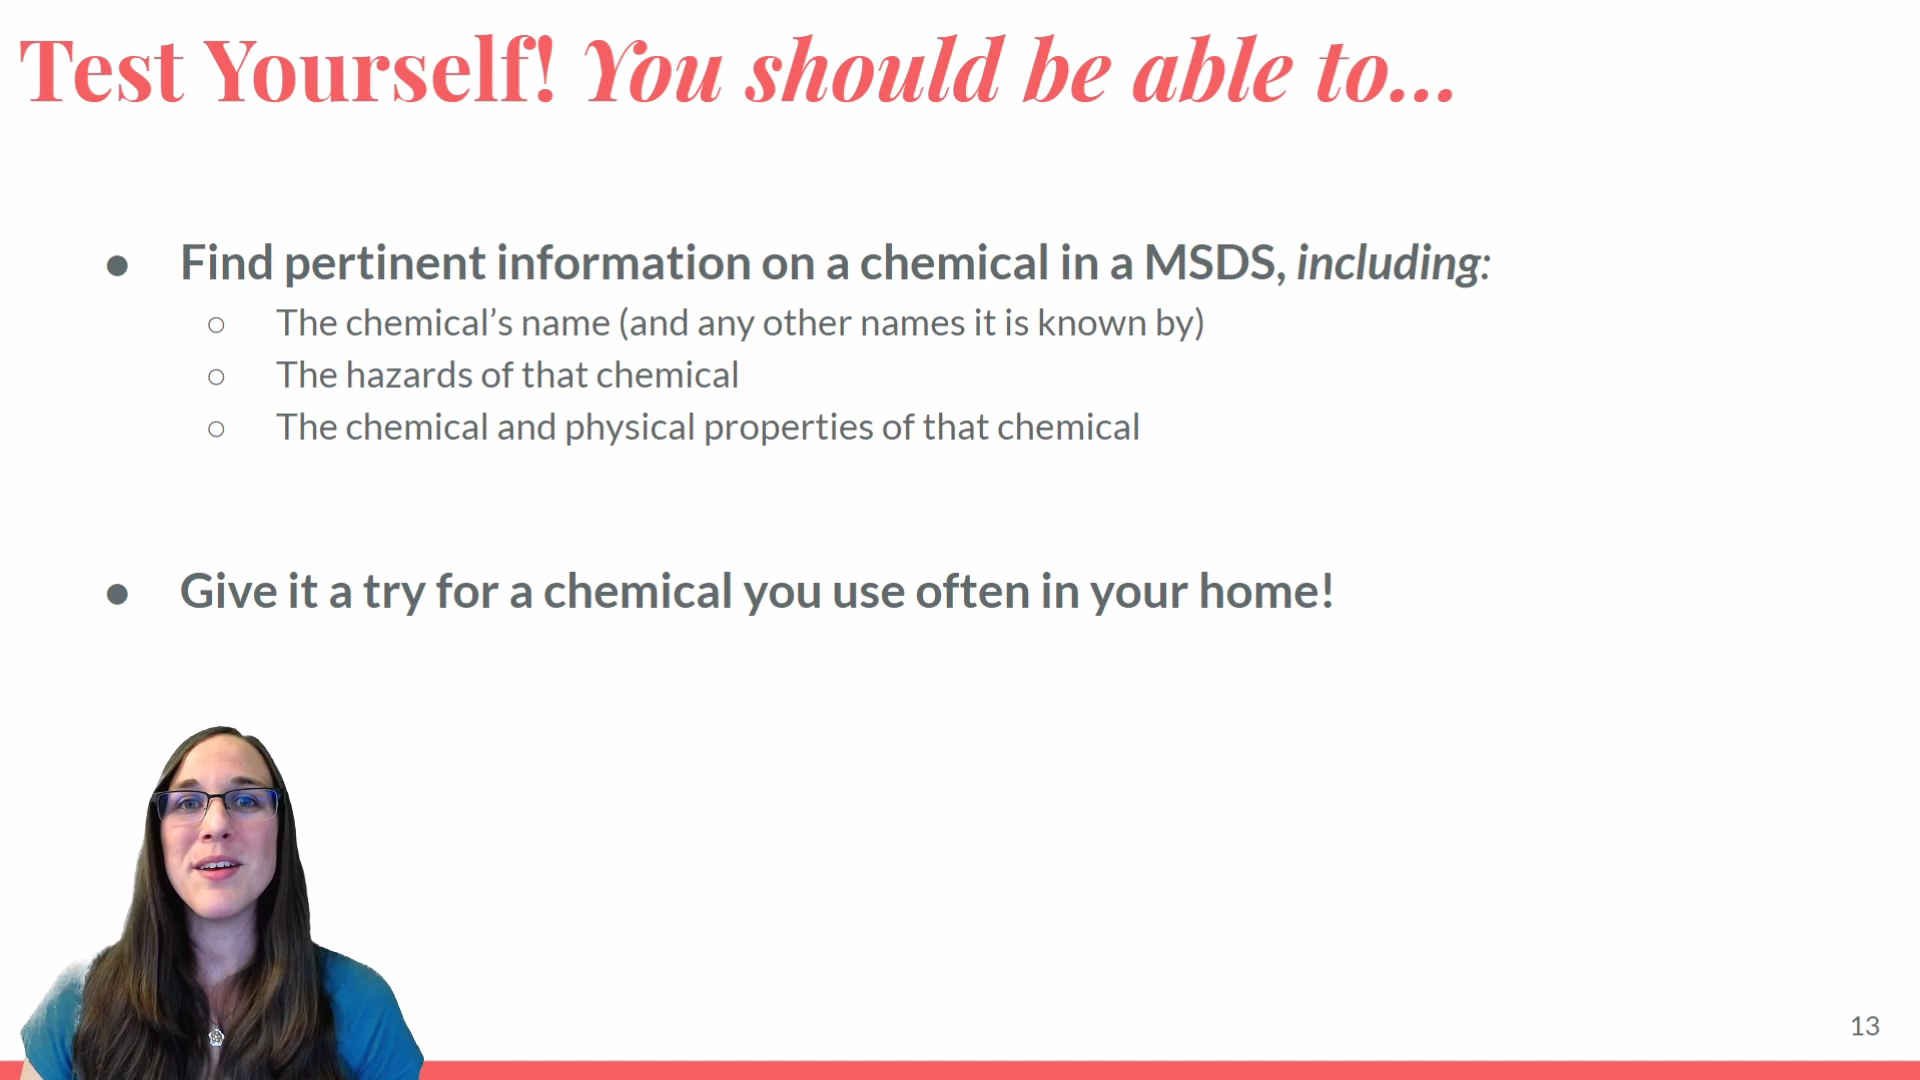 Test Yourself! You should be able to...
● Find pertinent information on a chemical in a MSDS, including:
○ The chemical’s name (and any other names it is known by)
○ The hazards of that chemical
○ The chemical and physical properties of that chemical
● Give it a try for a chemical you use often in your home!
13